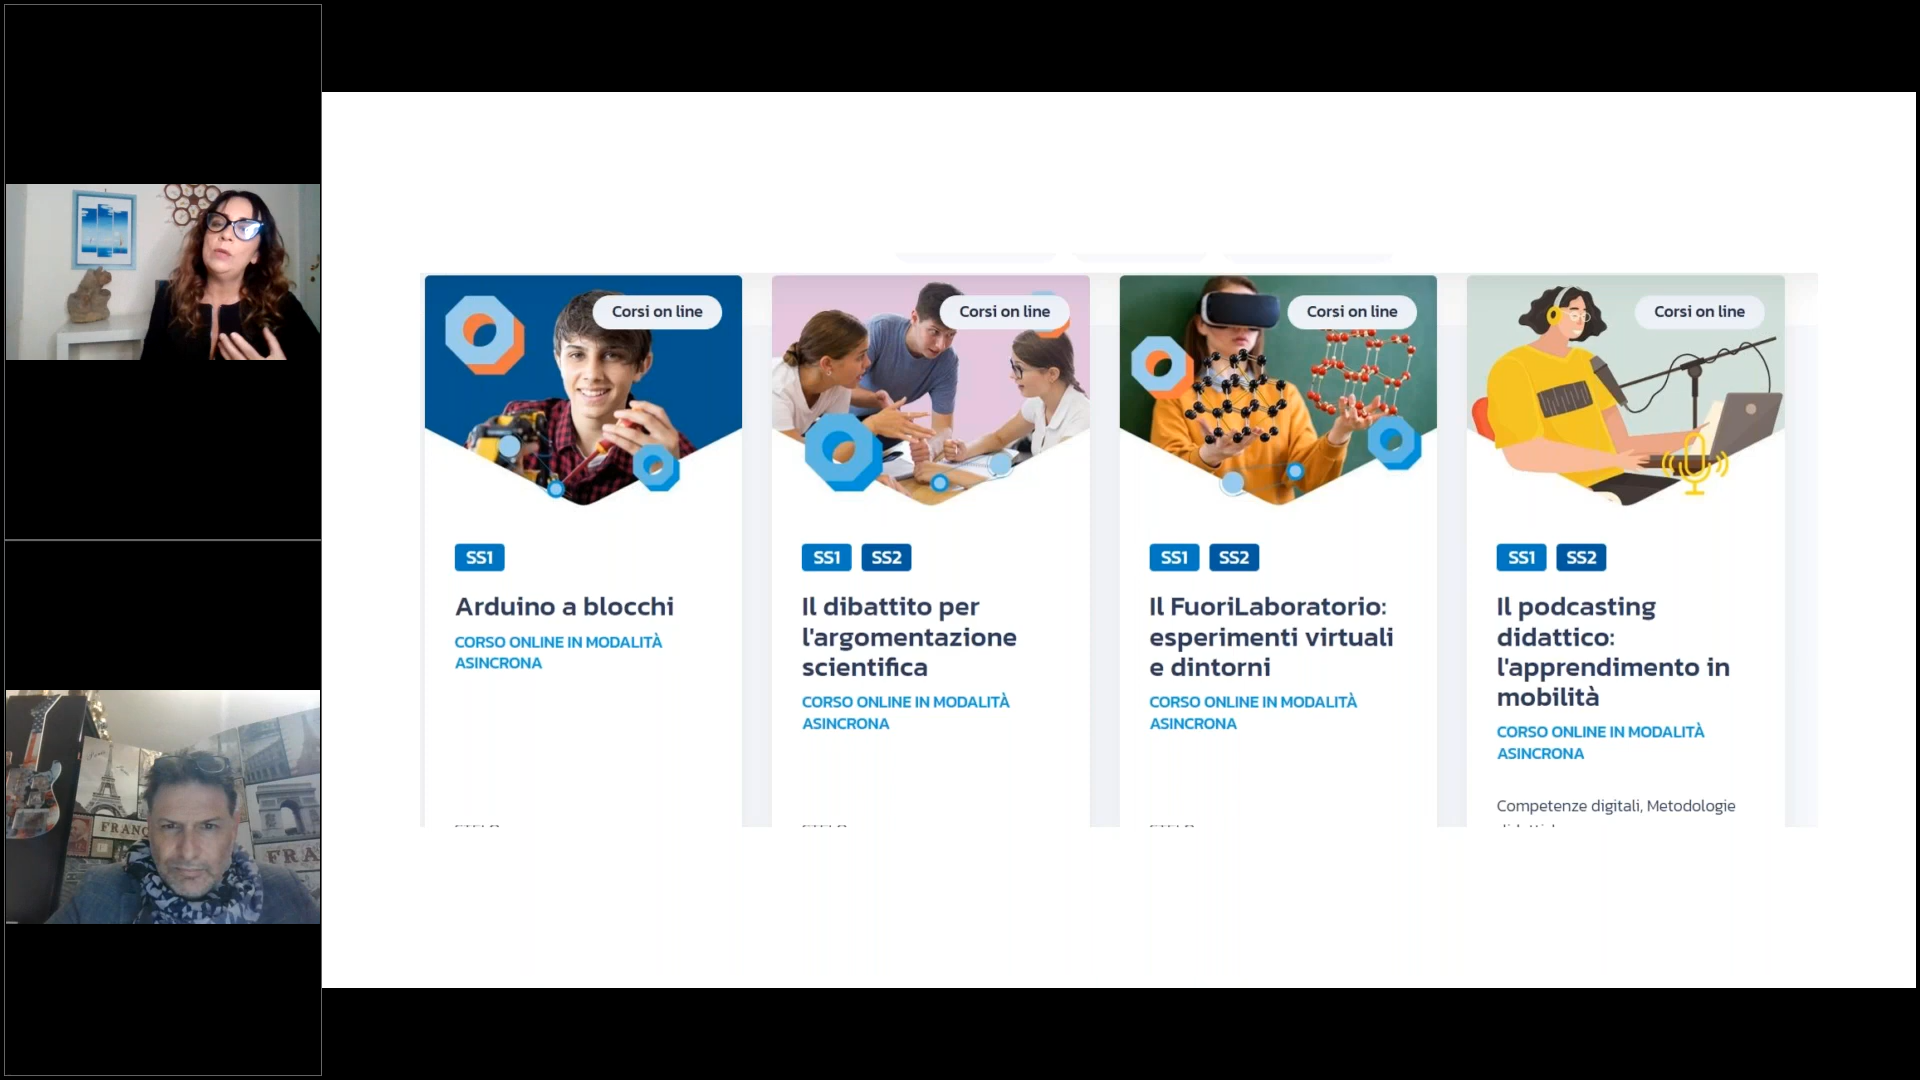 Corsi on line
SS1
Arduino a blocchi
CORSO ONLINE IN MODALITÀ
ASINCRONA
Corsi on line
SS1 SS2
Il dibattito per
l'argomentazione
scientifica
CORSO ONLINE IN MODALITÀ
ASINCRONA
Corsi on line
SS1 SS2
Il FuoriLaboratorio:
esperimenti virtuali
e dintorni
CORSO ONLINE IN MODALITÀ
ASINCRONA
Corsi on line
SS1 SS2
Il podcasting
didattico:
l'apprendimento in
mobilità
CORSO ONLINE IN MODALITÀ
ASINCRONA
Competenze digitali, Metodologie
FRANC
FRA